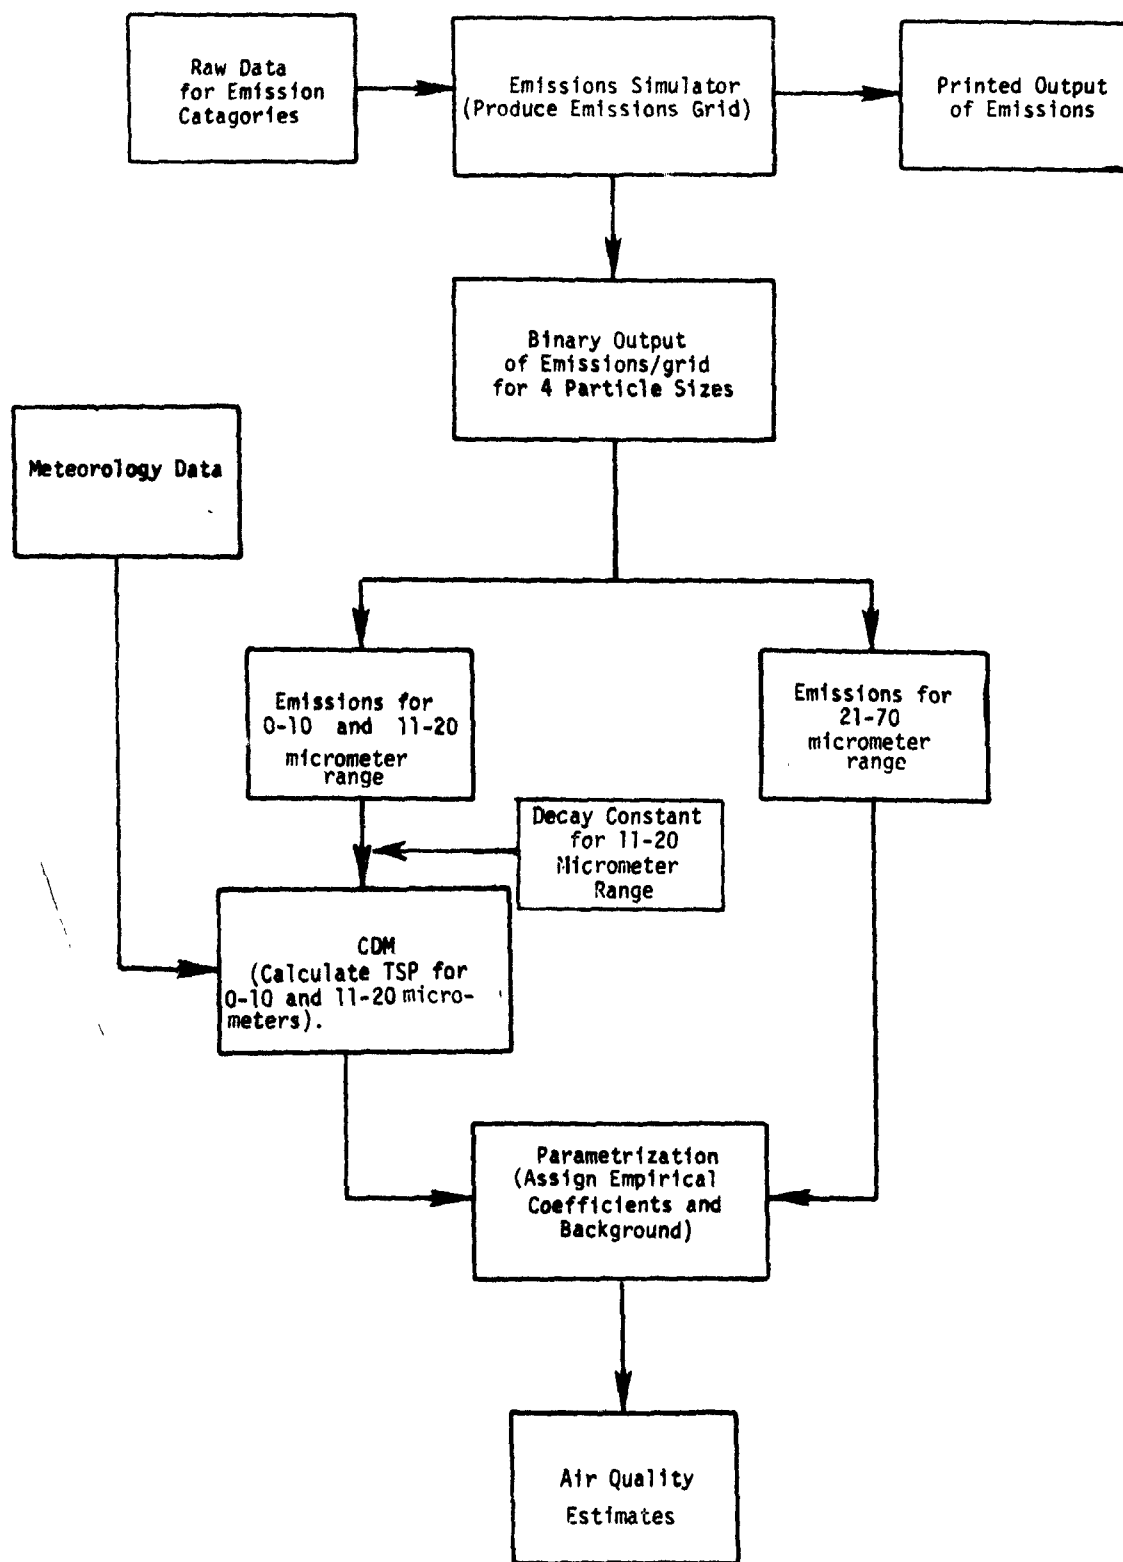 Raw Data
for Emission
Catagories
Emissions Simulator
(Produce Emissions Grid)
Printed Output
of Emissions
Binary Output
of Emissions/grid
for 4 Particle Sizes
Meteorology Data
Emissions for
0-10 and 11-20
micrometer
range
Emissions for
21-70
micrometer
range
Decay Constant
for 11-20
Micrometer
Range
CDM
(Calculate TSP for
0-10 and 11-20 micro-
meters).
Parametrization
(Assign Empirical
Coefficients and
Background)
Air Quality
Estimates